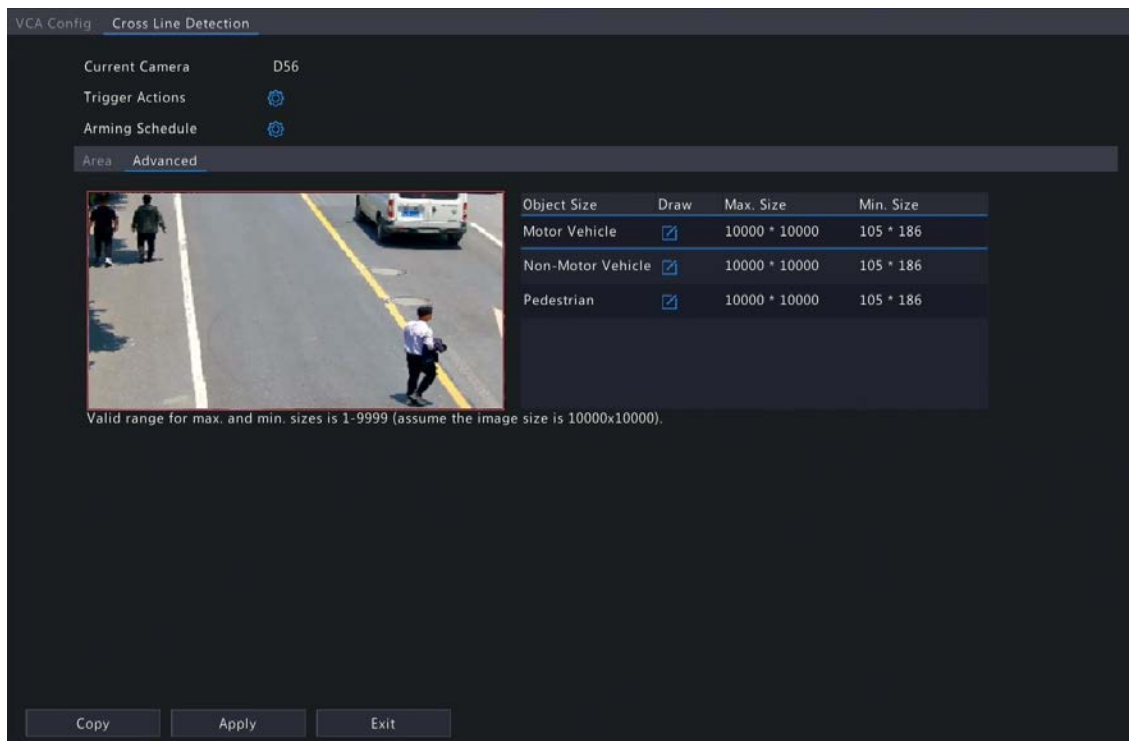 VCA Config Cross Line Detection
Current Camera D56
Trigger Actions
Arming Schedule
Area Advanced
Object Size Draw Max. Size Min. Size
Motor Vehicle 10000 * 10000 105 * 186
Non-Motor Vehicle 10000 * 10000 105 * 186
Pedestrian 10000 * 10000 105 * 186
Valid range for max. and min. sizes is 1-9999 (assume the image size is 10000x10000).
Copy Apply Exit